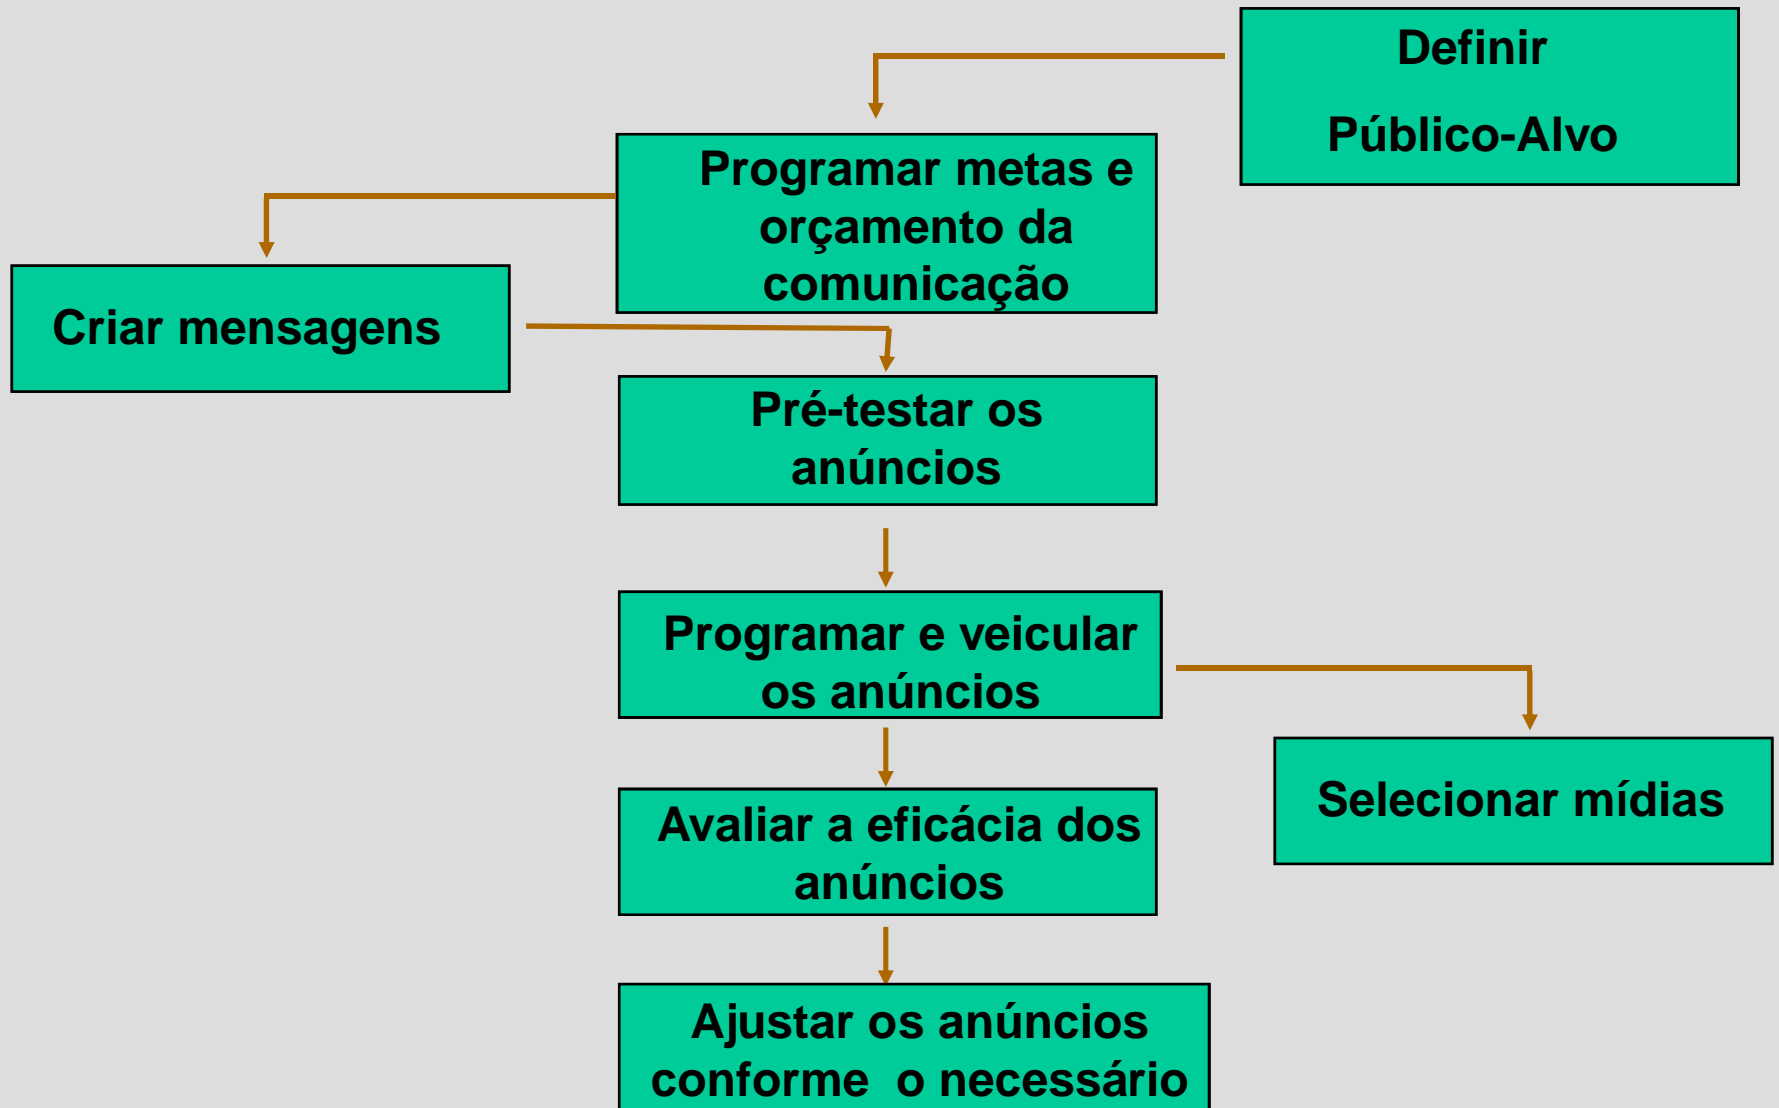 Definir
Público-Alvo
Programar metas e
orçamento da
comunicação
Criar mensagens
Pré-testar os
anúncios
Programar e veicular
os anúncios
Selecionar mídias
Avaliar a eficácia dos
anúncios
Ajustar os anúncios
conforme o necessário